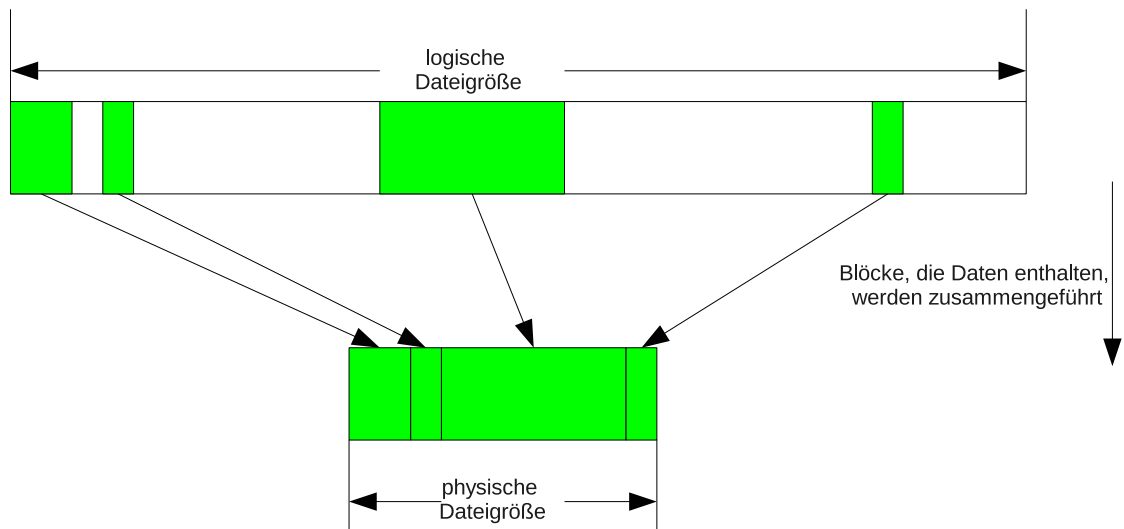 logische
Dateigröße
Blöcke, die Daten enthalten,
werden zusammengeführt
physische
Dateigröße